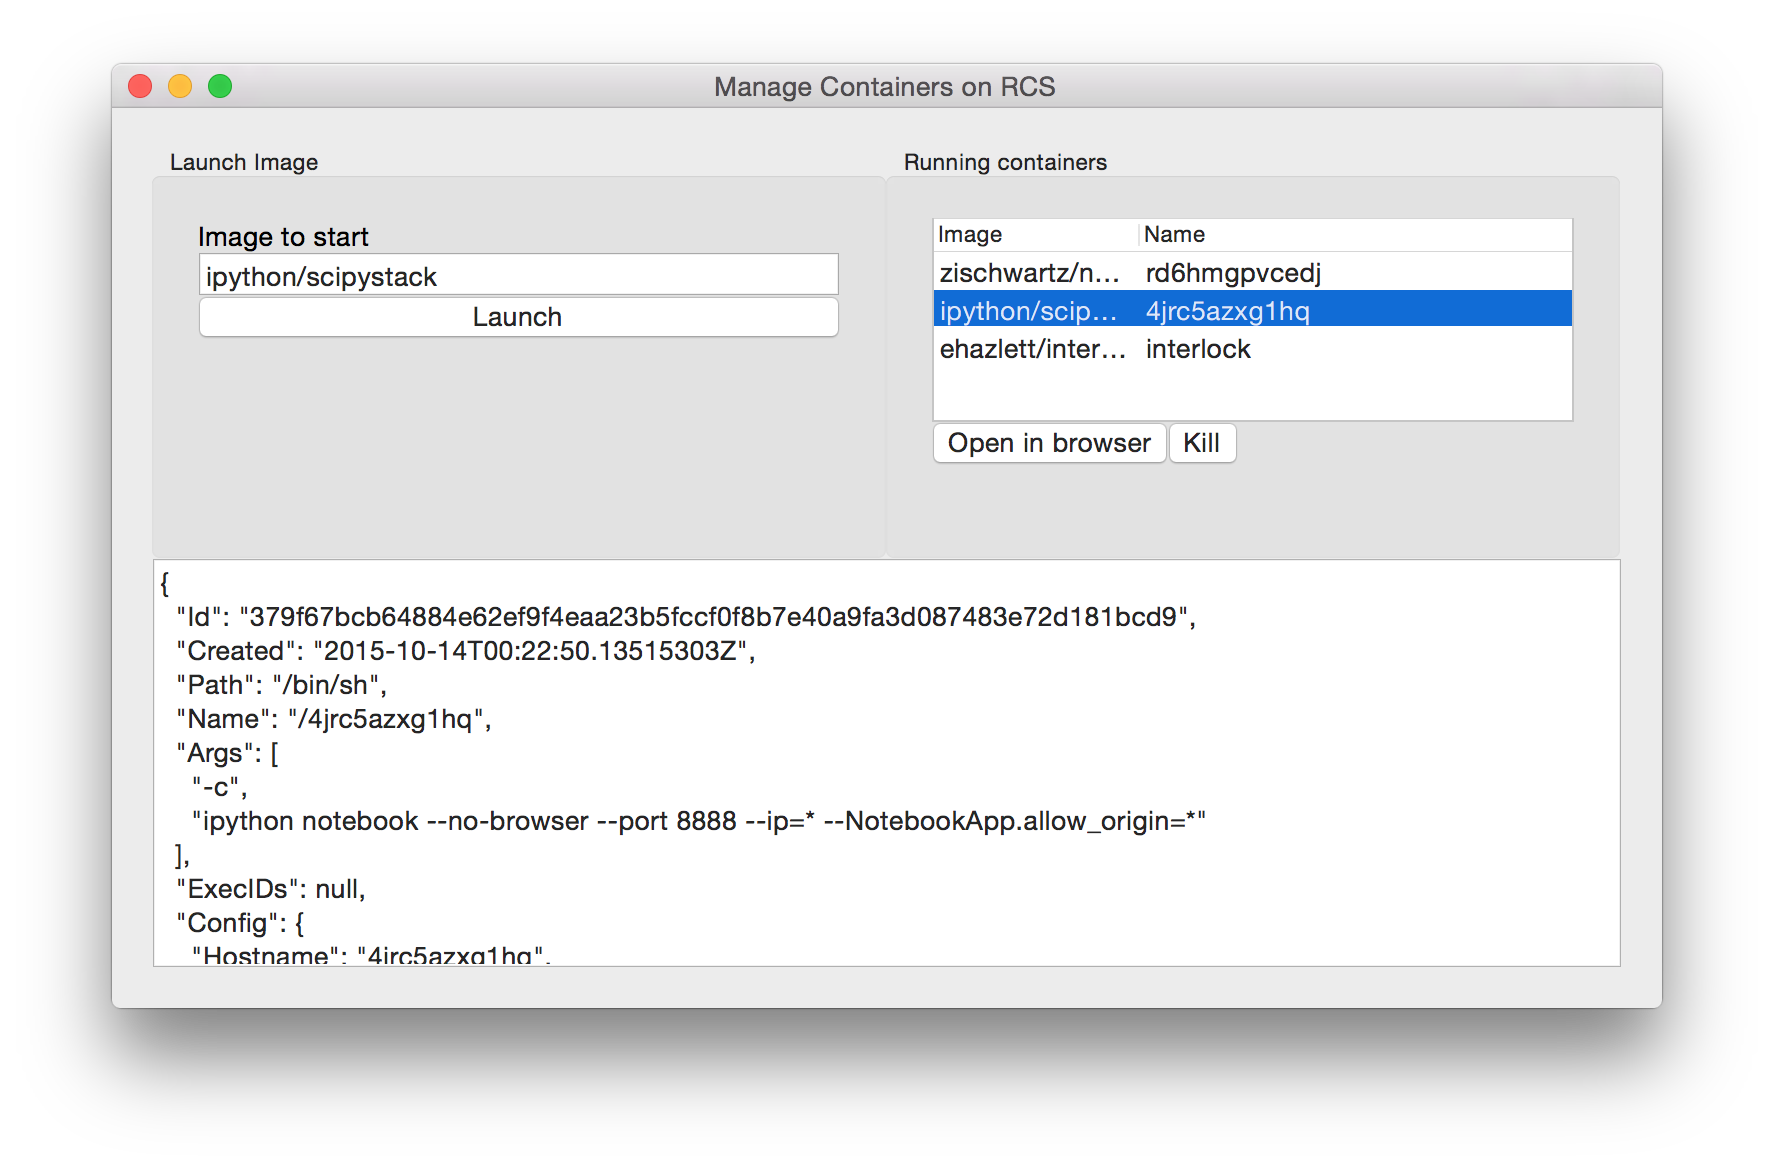 Manage Containers on RCS
Launch Image
Image to start
ipython/scipystack
Launch
Running containers
Image Name
zischwartz/n... rd6hmgpvcedj
ipython/scip... 4jrc5azxg1hq
ehazlett/inter... interlock
Open in browser Kill
{
"Id": "379f67bcb64884e62ef9f4eaa23b5fccf0f8b7e40a9fa3d087483e72d181bcd9",
"Created": "2015-10-14T00:22:50.13515303Z",
"Path": "/bin/sh",
"Name": "/4jrc5azxg1hq",
"Args": [
"-c",
"ipython notebook --no-browser --port 8888 --ip=* --NotebookApp.allow_origin=*"
],
"ExecIDs": null,
"Config": {
"Hostname": "4jrc5azxg1hq",